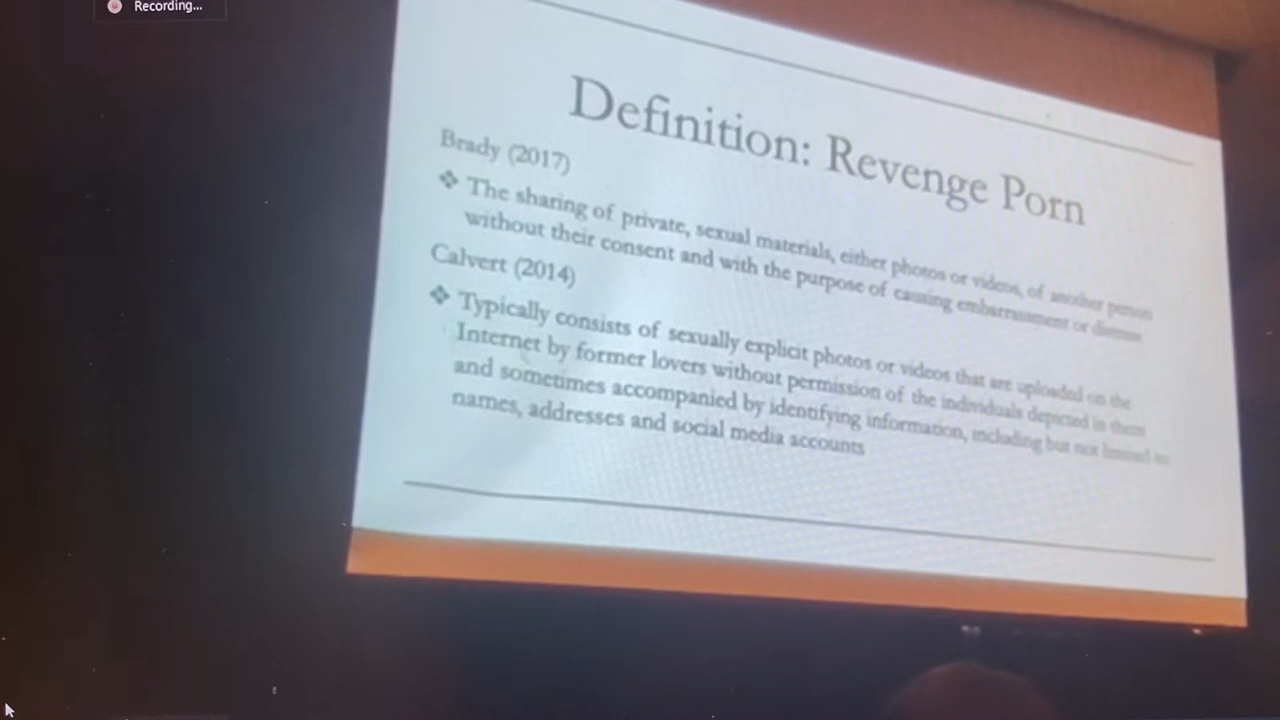 Recording...
Definition: Revenge Porn
Brady (2017)
❖ The sharing of private, sexual materials, either photos or videos, of another person
without their consent and with the purpose of causing embarrassment or distress
Calvert (2014)
❖ Typically consists of sexually explicit photos or videos that are uploaded on the
Internet by former lovers without permission of the individuals depicted in them
and sometimes accompanied by identifying information, including but not limited to
names, addresses and social media accounts